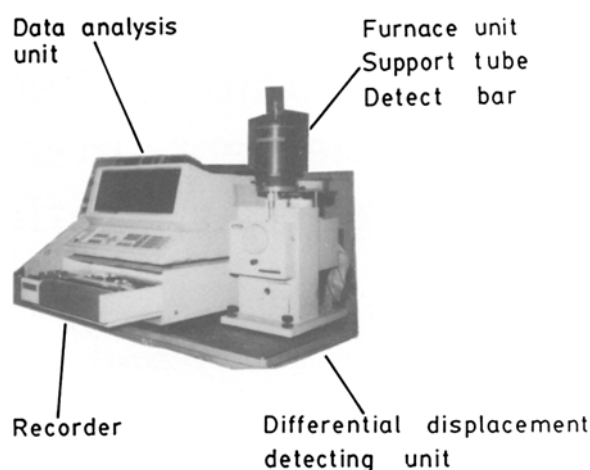 Data analysis
unit
Furnace unit
Support tube
Detect bar
Recorder
Differential displacement
detecting unit